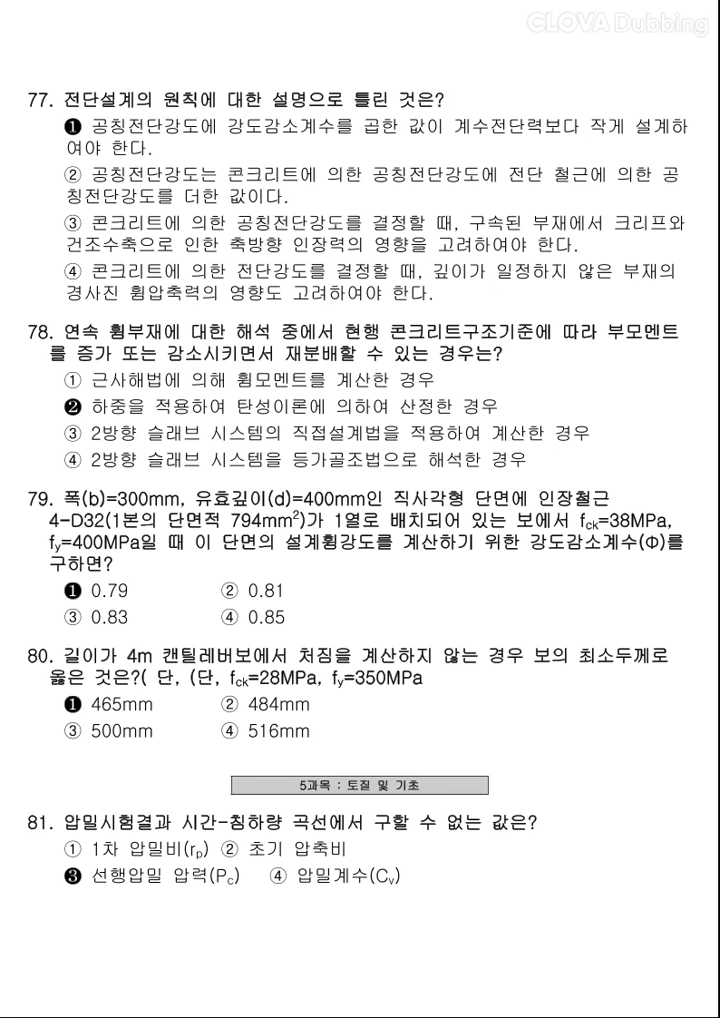 CLOVA Dubbing
77. 전단설계의 원칙에 대한 설명으로 틀린 것은?
❶ 공칭전단강도에 강도감소계수를 곱한 값이 계수전단력보다 작게 설계하
여야 한다.
② 공칭전단강도는 콘크리트에 의한 공칭전단강도에 전단 철근에 의한 공
칭전단강도를 더한 값이다.
③ 콘크리트에 의한 공칭전단강도를 결정할 때, 구속된 부재에서 크리프와
건조수축으로 인한 축방향 인장력의 영향을 고려하여야 한다.
④ 콘크리트에 의한 전단강도를 결정할 때, 깊이가 일정하지 않은 부재의
경사진 휨압축력의 영향도 고려하여야 한다.
78. 연속 휨부재에 대한 해석 중에서 현행 콘크리트구조기준에 따라 부모멘트
를 증가 또는 감소시키면서 재분배할 수 있는 경우는?
① 근사해법에 의해 휨모멘트를 계산한 경우
❷ 하중을 적용하여 탄성이론에 의하여 산정한 경우
③ 2방향 슬래브 시스템의 직접설계법을 적용하여 계산한 경우
④ 2방향 슬래브 시스템을 등가골조법으로 해석한 경우
79. 폭(b)=300mm, 유효깊이(d)=400mm인 직사각형 단면에 인장철근
4-D32(1본의 단면적 794mm²)가 1열로 배치되어 있는 보에서 fck=38MPa,
fy=400MPa일 때 이 단면의 설계휨강도를 계산하기 위한 강도감소계수(Φ)를
구하면?
❶ 0.79 ② 0.81
③ 0.83 ④ 0.85
80. 길이가 4m 캔틸레버보에서 처짐을 계산하지 않는 경우 보의 최소두께로
옳은 것은?( 단, (단, fck=28MPa, fy=350MPa
❶ 465mm ② 484mm
③ 500mm ④ 516mm
5과목 : 토질 및 기초
81. 압밀시험결과 시간-침하량 곡선에서 구할 수 없는 값은?
① 1차 압밀비(rp) ② 초기 압축비
❸ 선행압밀 압력(Pc) ④ 압밀계수(Cv)